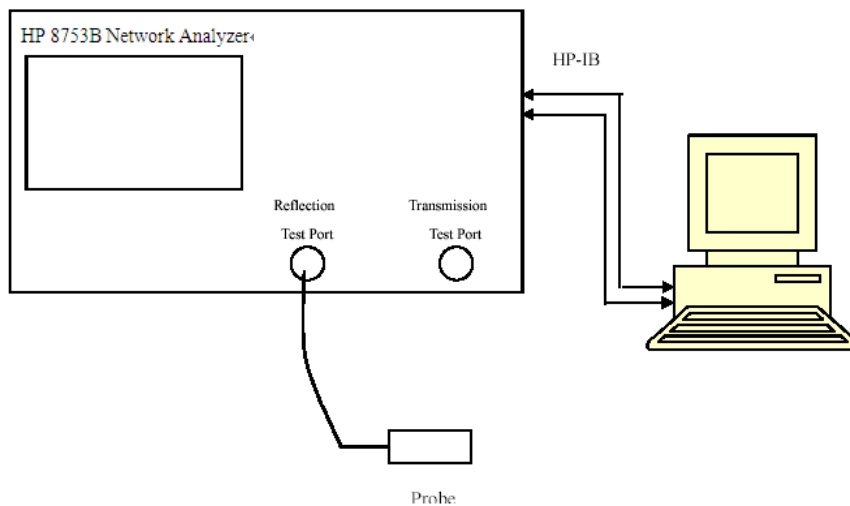 HP 8753B Network Analyzer
HP-IB
Reflection
Test Port
Transmission
Test Port
Probe